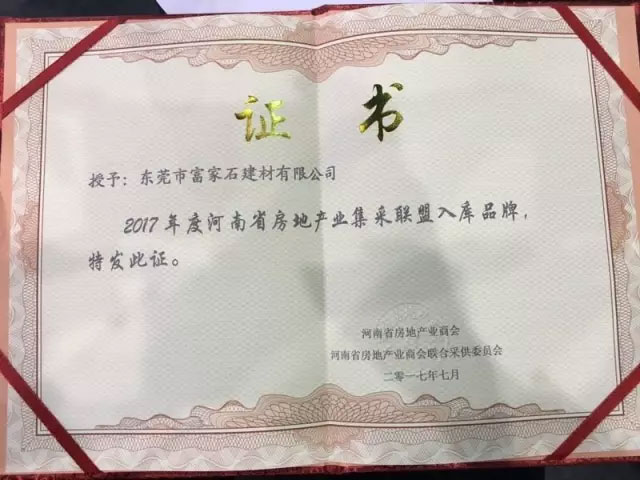 证书
授予：东莞市富家石建材有限公司
2017年度河南省房地产业集采联盟入库品牌，
特发此证。
河南省房地产业商会
河南省房地产业商会联合采供委员会
二零一七年七月